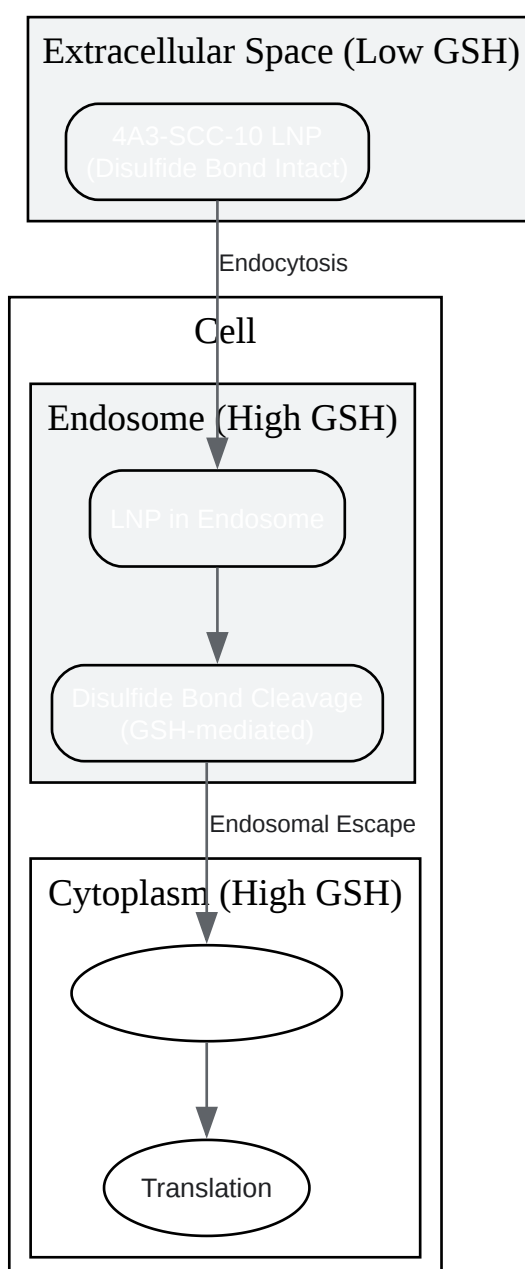 Extracellular Space (Low GSH)
4A3-SCC-10 LNP
(Disulfide Bond Intact)
Endocytosis
Cell
Endosome (High GSH)
LNP in Endosome
Disulfide Bond Cleavage
(GSH-mediated)
Endosomal Escape
Cytoplasm (High GSH)
Translation